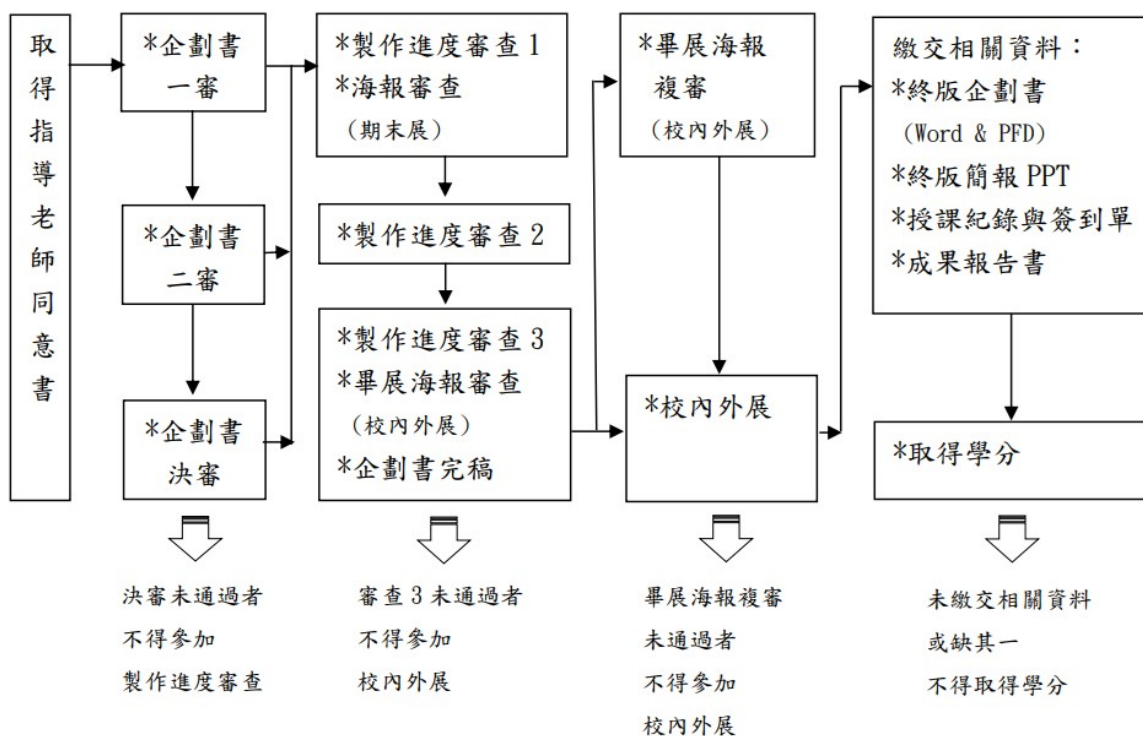 取得指導老師同意書
*企劃書
一審
*企劃書
二審
*企劃書
決審
決審未通過者
不得參加
製作進度審查
*製作進度審查1
*海報審查
(期末展)
*製作進度審查2
*製作進度審查3
*畢展海報審查
(校內外展)
*企劃書完稿
審查3未通過者
不得參加
校內外展
*畢展海報
複審
(校內外展)
*校內外展
畢展海報複審
未通過者
不得參加
校內外展
繳交相關資料：
*終版企劃書
(Word & PFD)
*終版簡報PPT
*授課紀錄與簽到單
*成果報告書
*取得學分
未繳交相關資料
或缺其一
不得取得學分